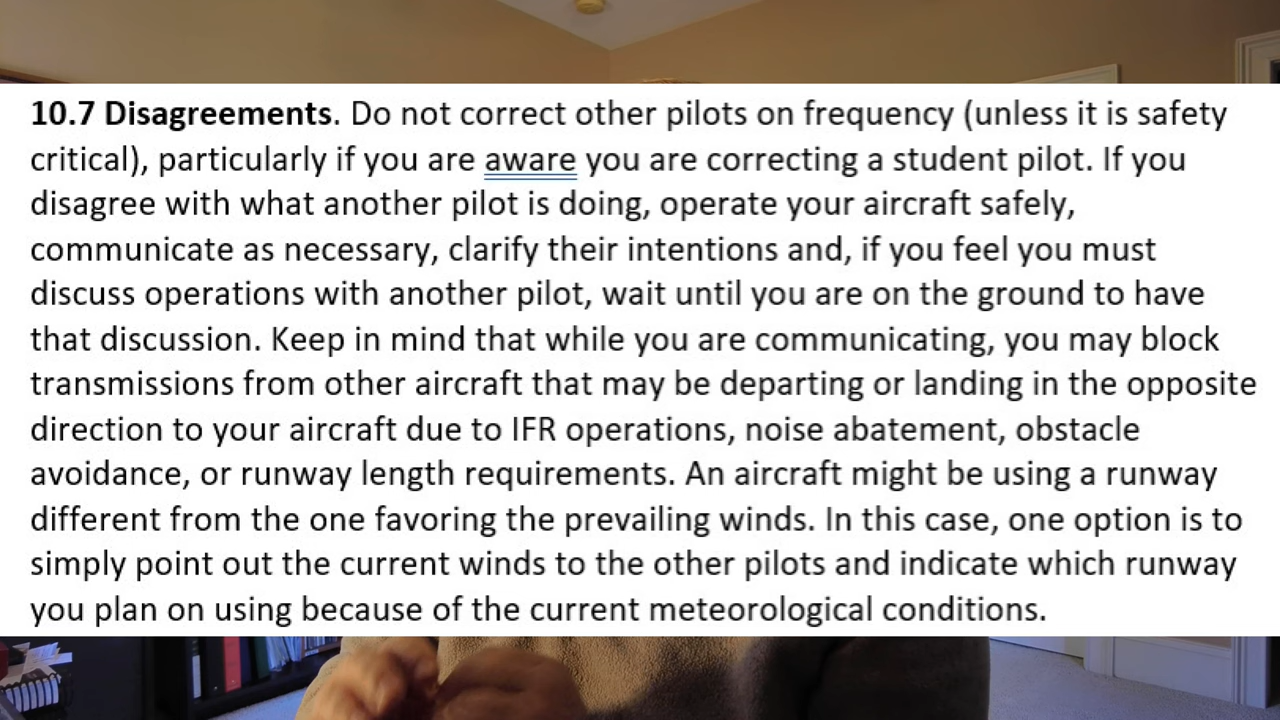 10.7 Disagreements. Do not correct other pilots on frequency (unless it is safety
critical), particularly if you are aware you are correcting a student pilot. If you
disagree with what another pilot is doing, operate your aircraft safely,
communicate as necessary, clarify their intentions and, if you feel you must
discuss operations with another pilot, wait until you are on the ground to have
that discussion. Keep in mind that while you are communicating, you may block
transmissions from other aircraft that may be departing or landing in the opposite
direction to your aircraft due to IFR operations, noise abatement, obstacle
avoidance, or runway length requirements. An aircraft might be using a runway
different from the one favoring the prevailing winds. In this case, one option is to
simply point out the current winds to the other pilots and indicate which runway
you plan on using because of the current meteorological conditions.